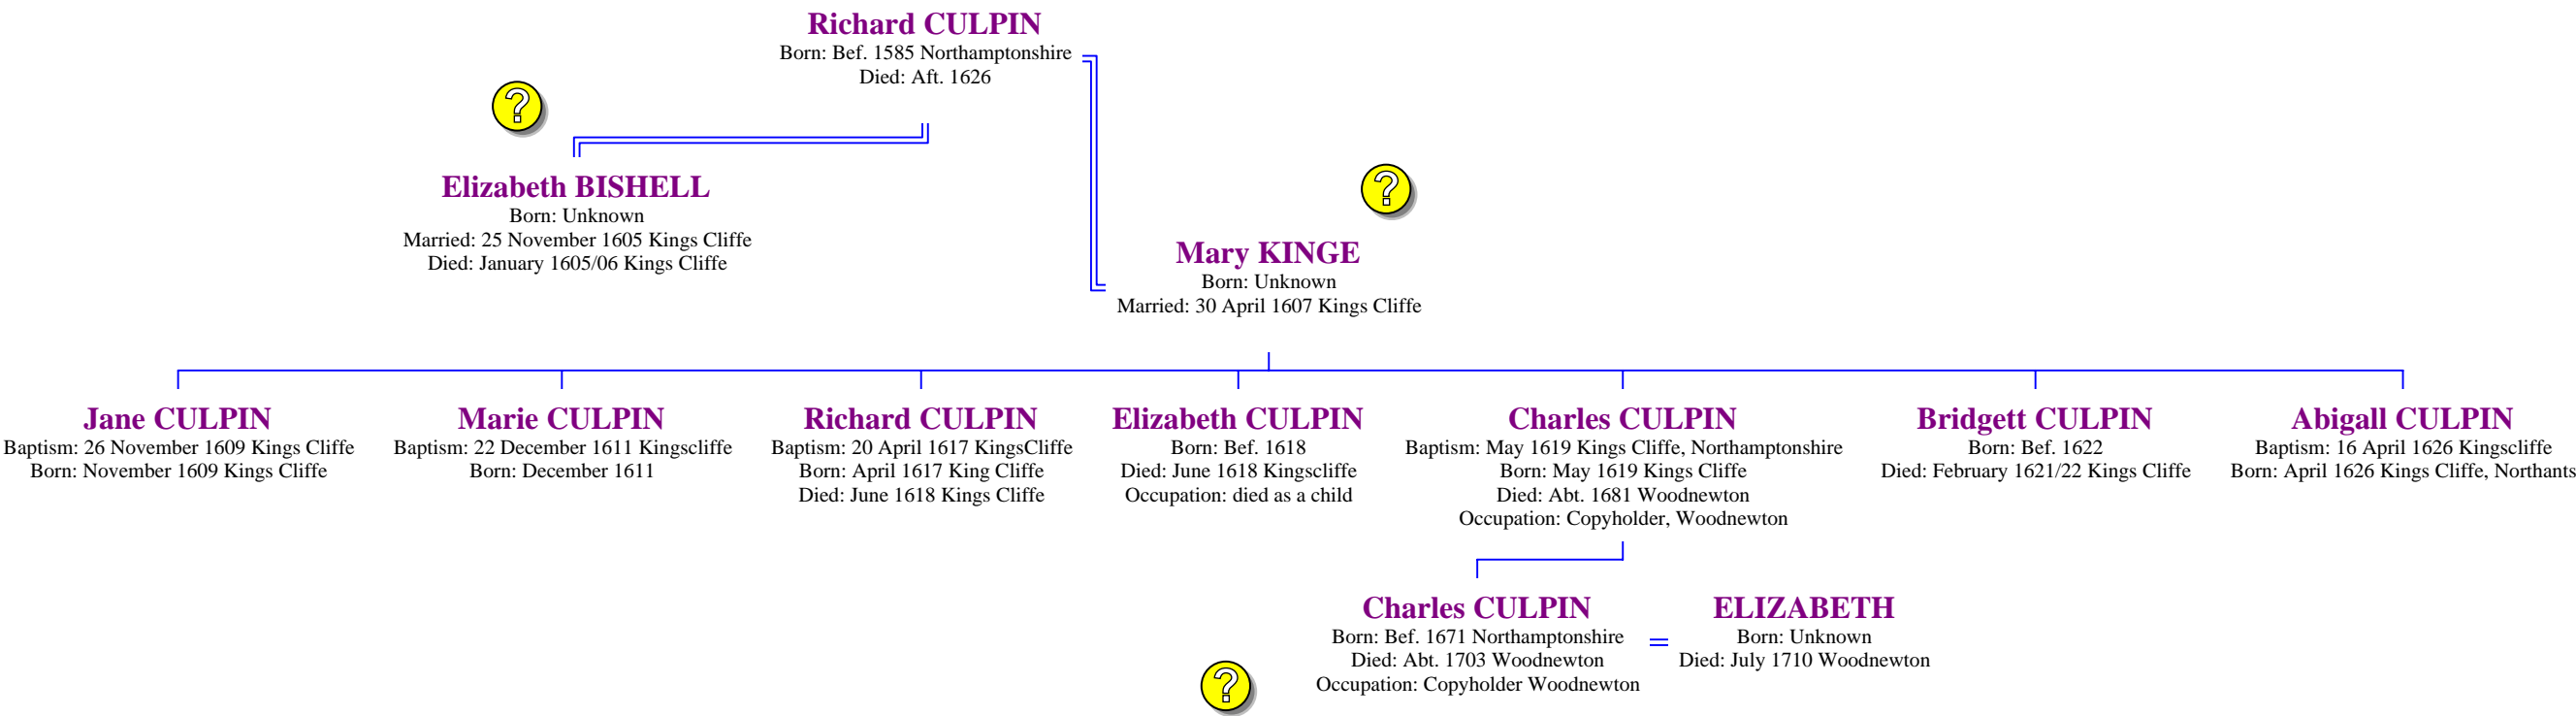 Richard CULPIN
Born: Bef. 1585 Northamptonshire
Died: Aft. 1626
?
Elizabeth BISHELL
Born: Unknown
Married: 25 November 1605 Kings Cliffe
Died: January 1605/06 Kings Cliffe
?
Mary KINGE
Born: Unknown
Married: 30 April 1607 Kings Cliffe
Jane CULPIN
Baptism: 26 November 1609 Kings Cliffe
Born: November 1609 Kings Cliffe
Marie CULPIN
Baptism: 22 December 1611 Kingscliffe
Born: December 1611
Richard CULPIN
Baptism: 20 April 1617 KingsCliffe
Born: April 1617 King Cliffe
Died: June 1618 Kings Cliffe
Elizabeth CULPIN
Born: Bef. 1618
Died: June 1618 Kingscliffe
Occupation: died as a child
Charles CULPIN
Baptism: May 1619 Kings Cliffe, Northamptonshire
Born: May 1619 Kings Cliffe
Died: Abt. 1681 Woodnewton
Occupation: Copyholder, Woodnewton
Bridgett CULPIN
Born: Bef. 1622
Died: February 1621/22 Kings Cliffe
Abigall CULPIN
Baptism: 16 April 1626 Kingscliffe
Born: April 1626 Kings Cliffe, Northants
Charles CULPIN
Born: Bef. 1671 Northamptonshire
Died: Abt. 1703 Woodnewton
Occupation: Copyholder Woodnewton
ELIZABETH
Born: Unknown
Died: July 1710 Woodnewton
?